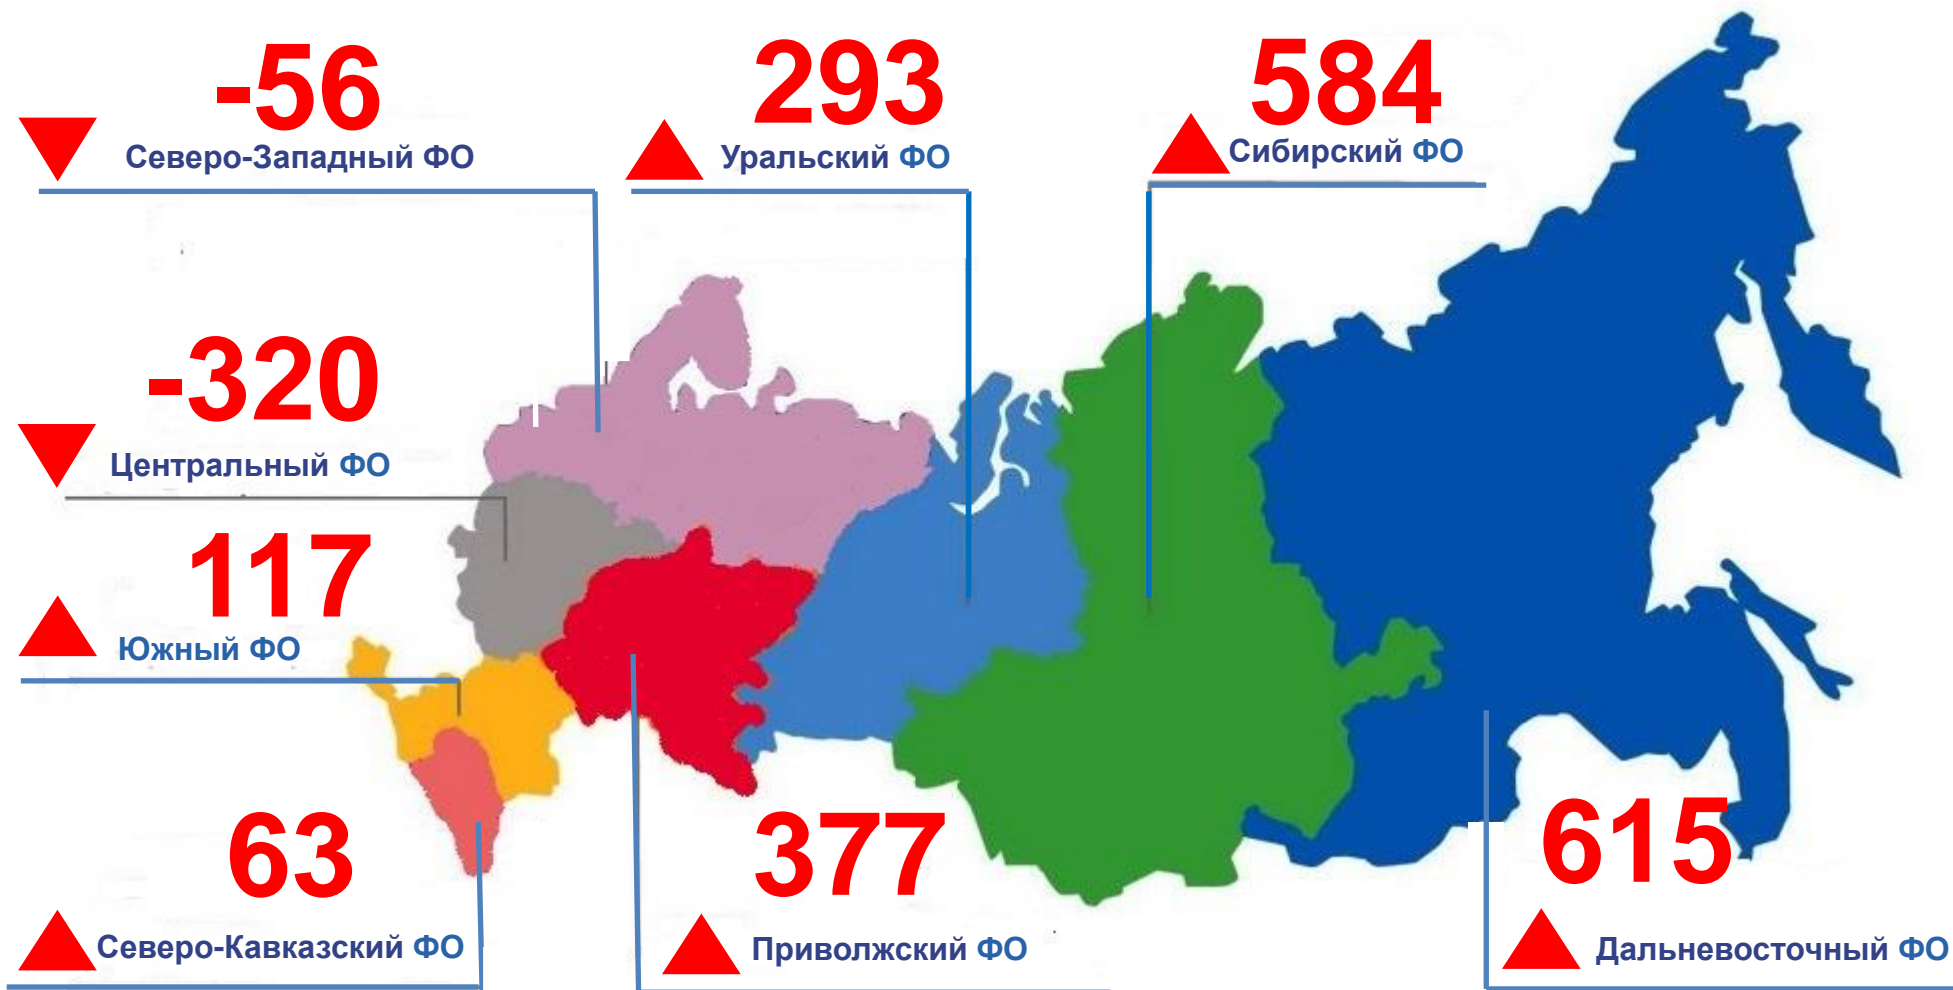 -56
Северо-Западный ФО
293
Уральский ФО
584
Сибирский ФО
-320
Центральный ФО
117
Южный ФО
63
Северо-Кавказский ФО
377
Приволжский ФО
615
Дальневосточный ФО